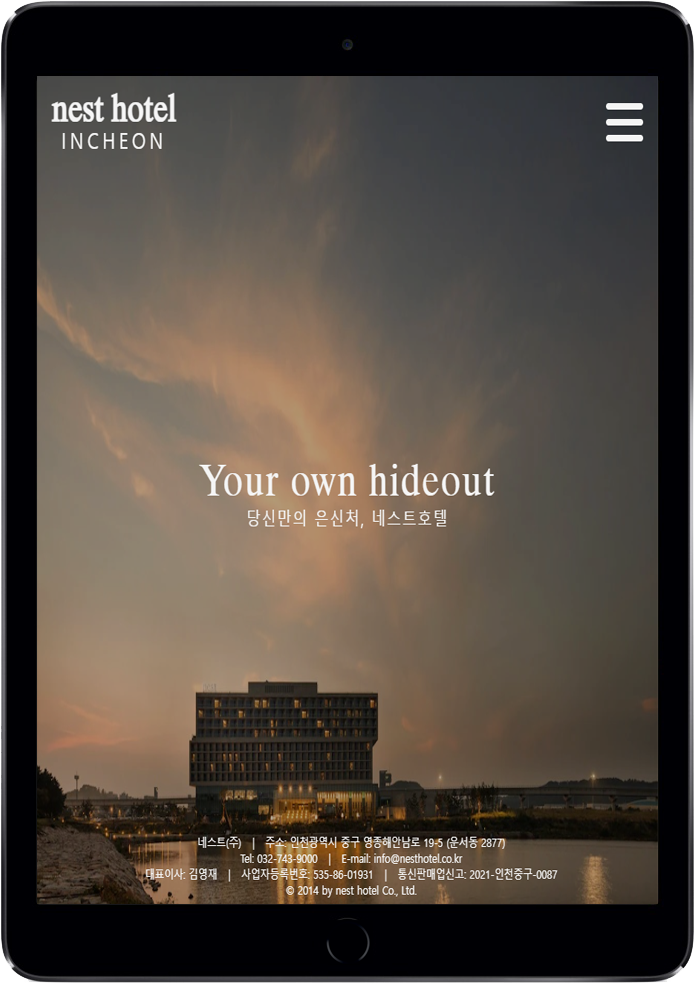 nest hotel
INCHEON
Your own hideout
당신만의 은신처, 네스트호텔
네스트(주) | 주소: 인천광역시 중구 영종해안남로 19-5 (운서동 2877)
Tel: 032-743-9000 | E-mail: info@nesthotel.co.kr
대표이사: 김영재 | 사업자등록번호: 535-86-01931 | 통신판매업신고: 2021-인천중구-0087
© 2014 by nest hotel Co., Ltd.